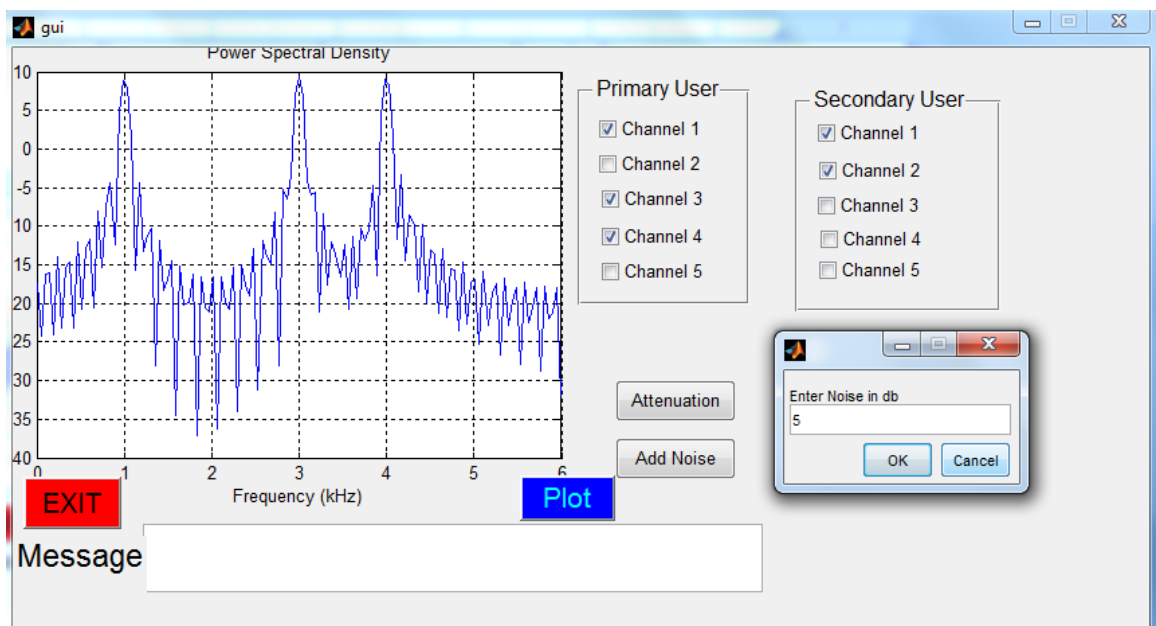 gui
Power Spectral Density
10
5
0
-5
10
15
20
25
30
35
40
0 1 2 3 4 5 6
Frequency (kHz)
Primary User
Channel 1
Channel 2
Channel 3
Channel 4
Channel 5
Secondary User
Channel 1
Channel 2
Channel 3
Channel 4
Channel 5
Attenuation
Add Noise
Enter Noise in db
5
OK Cancel
EXIT
Plot
Message